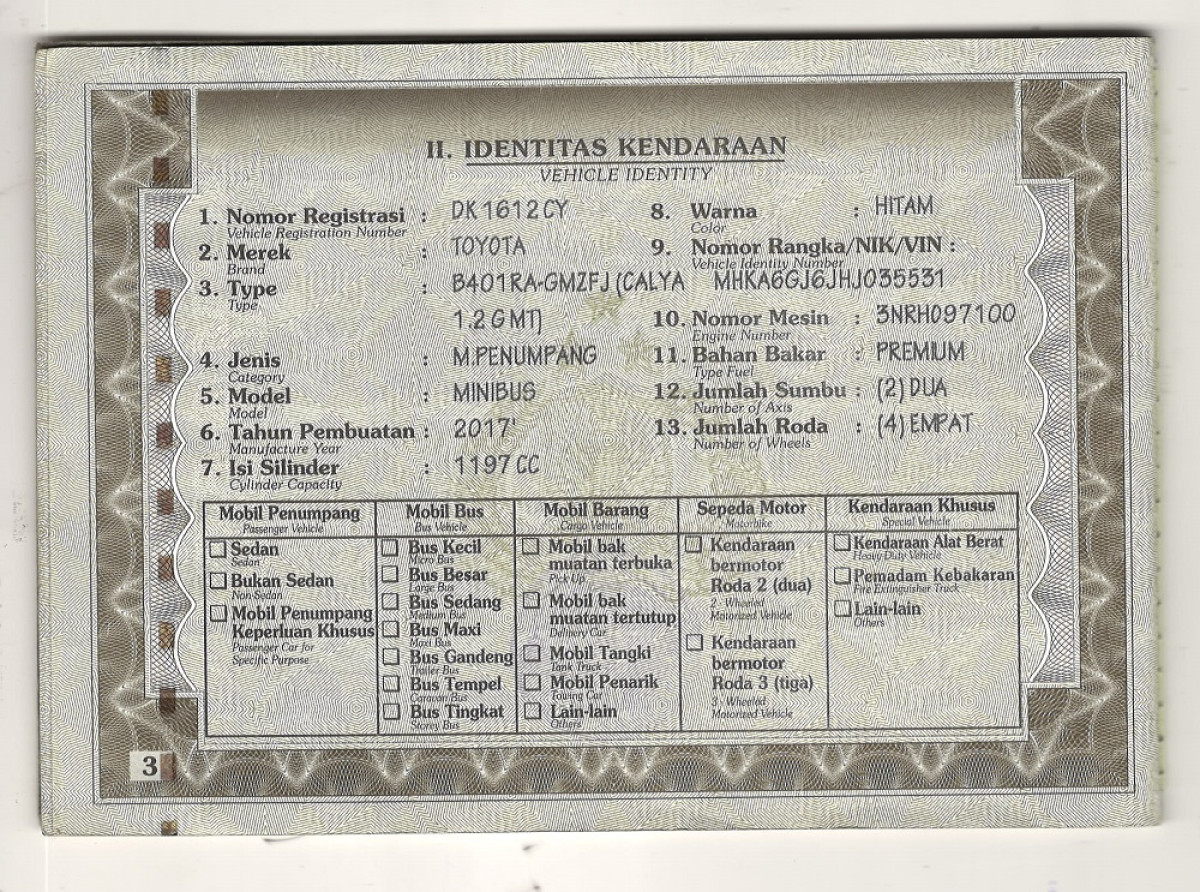 II. IDENTITAS KENDARAAN
VEHICLE IDENTITY
1. Nomor Registrasi : DK 1612 CY
Vehicle Registration Number
2. Merek : TOYOTA
Brand
3. Type : B401RA-GMZFJ (CALYA
Type
1.2 G MT)
4. Jenis : M.PENUMPANG
Category
5. Model : MINIBUS
Model
6. Tahun Pembuatan : 2017'
Manufacture Year
7. Isi Silinder : 1197 CC
Cylinder Capacity
8. Warna : HITAM
Color
9. Nomor Rangka/NIK/VIN :
Vehicle Identity Number
MHKA6GJ6JHJ035531
10. Nomor Mesin : 3NRH097100
Engine Number
11. Bahan Bakar : PREMIUM
Type Fuel
12. Jumlah Sumbu : (2) DUA
Number of Axis
13. Jumlah Roda : (4) EMPAT
Number of Wheels
Mobil Penumpang
Passenger Vehicle
Sedan
Sedan
Bukan Sedan
Non-Sedan
Mobil Penumpang
Keperluan Khusus
Passenger Car for
Specific Purpose
Mobil Bus
Bus Vehicle
Bus Kecil
Micro Bus
Bus Besar
Large Bus
Bus Sedang
Medium Bus
Bus Maxi
Maxi Bus
Bus Gandeng
Trailer Bus
Bus Tempel
Caravan Bus
Bus Tingkat
Storey Bus
Mobil Barang
Cargo Vehicle
Mobil bak
muatan terbuka
Pick Up
Mobil bak
muatan tertutup
Delivery Car
Mobil Tangki
Tank Truck
Mobil Penarik
Towing Car
Lain-lain
Others
Sepeda Motor
Motorbike
Kendaraan
bermotor
Roda 2 (dua)
2 - Wheeled
Motorized Vehicle
Kendaraan
bermotor
Roda 3 (tiga)
3 - Wheeled
Motorized Vehicle
Kendaraan Khusus
Special Vehicle
Kendaraan Alat Berat
Heavy-Duty Vehicle
Pemadam Kebakaran
Fire Extinguisher Truck
Lain-lain
Others
3